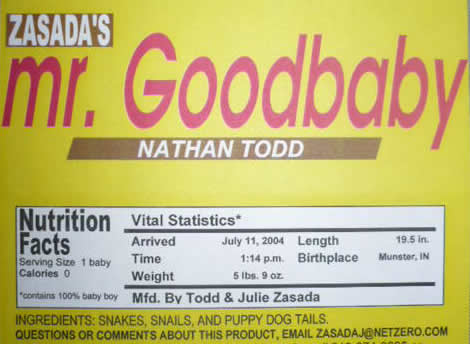 ZASADA'S
mr. Goodbaby
NATHAN TODD
Nutrition Facts
Serving Size 1 baby
Calories 0
*contains 100% baby boy
Vital Statistics*
Arrived July 11, 2004 Length 19.5 in.
Time 1:14 p.m. Birthplace Munster, IN
Weight 5 lbs. 9 oz.
Mfd. By Todd & Julie Zasada
INGREDIENTS: SNAKES, SNAILS, AND PUPPY DOG TAILS.
QUESTIONS OR COMMENTS ABOUT THIS PRODUCT, EMAIL ZASADAJ@NETZERO.COM